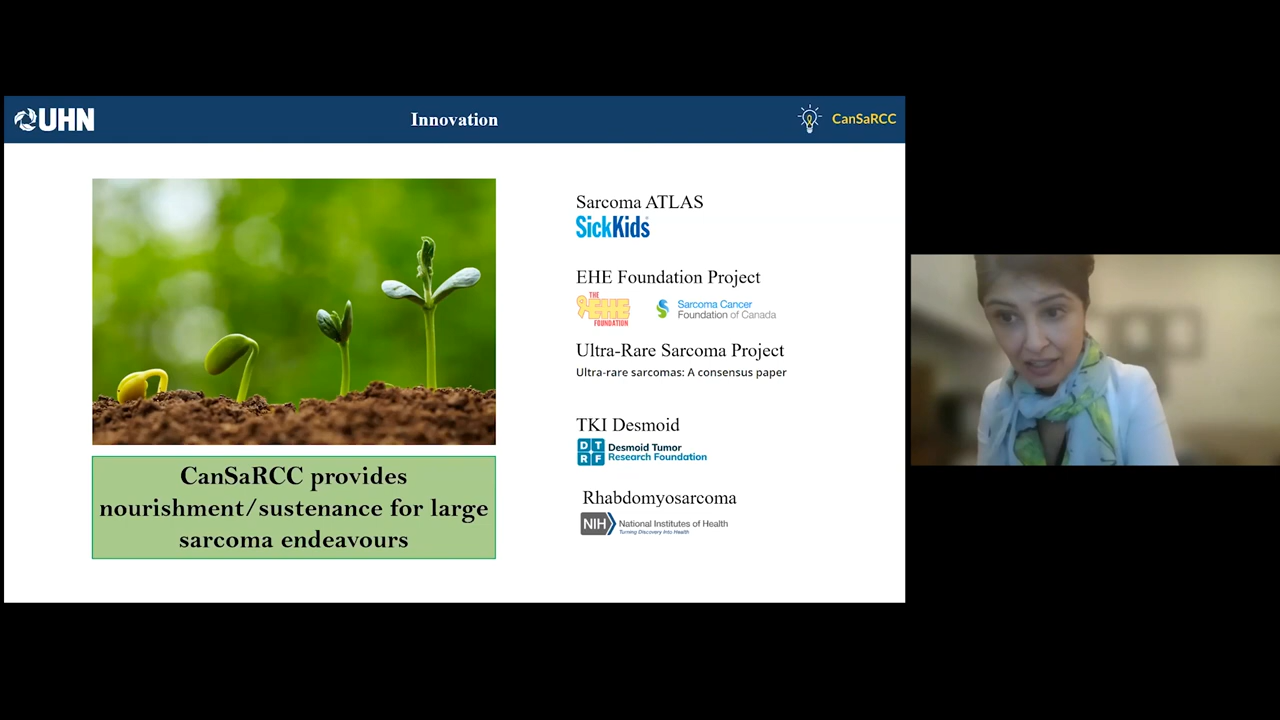 UHN
Innovation
CanSaRCC
Sarcoma ATLAS
SickKids
EHE Foundation Project
THE
EHE
FOUNDATION
Sarcoma Cancer
Foundation of Canada
Ultra-Rare Sarcoma Project
Ultra-rare sarcomas: A consensus paper
TKI Desmoid
DT
RF
Desmoid Tumor
Research Foundation
Rhabdomyosarcoma
NIH
National Institutes of Health
Turning Discovery Into Health
CanSaRCC provides
nourishment/sustenance for large
sarcoma endeavours